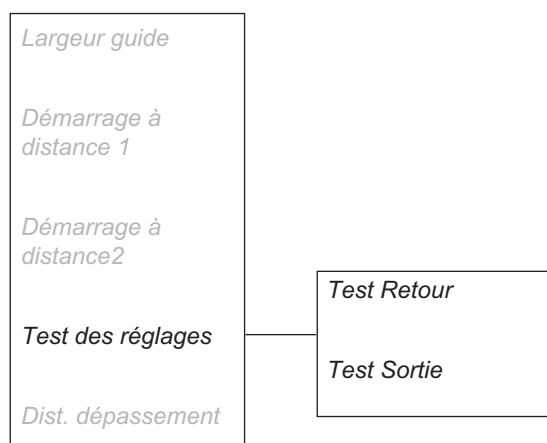 Largeur guide
Démarrage à
distance 1
Démarrage à
distance2
Test des réglages
Dist. dépassement
Test Retour
Test Sortie